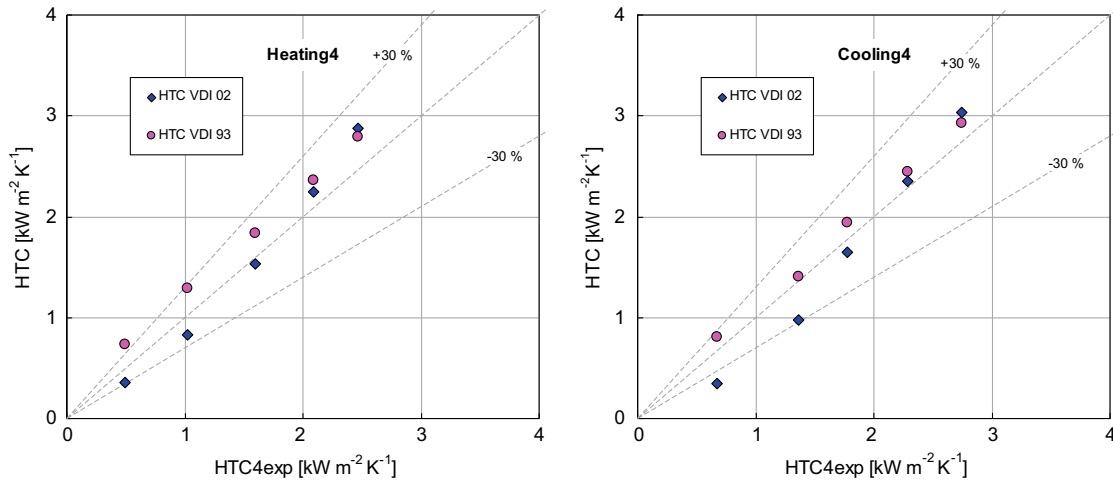 Heating4
HTC VDI 02
HTC VDI 93
+30 %
-30 %
4
3
2
1
0
0
1
2
3
4
HTC [kW m⁻² K⁻¹]
HTC4exp [kW m⁻² K⁻¹]
Cooling4
HTC VDI 02
HTC VDI 93
+30 %
-30 %
4
3
2
1
0
0
1
2
3
4
HTC [kW m⁻² K⁻¹]
HTC4exp [kW m⁻² K⁻¹]